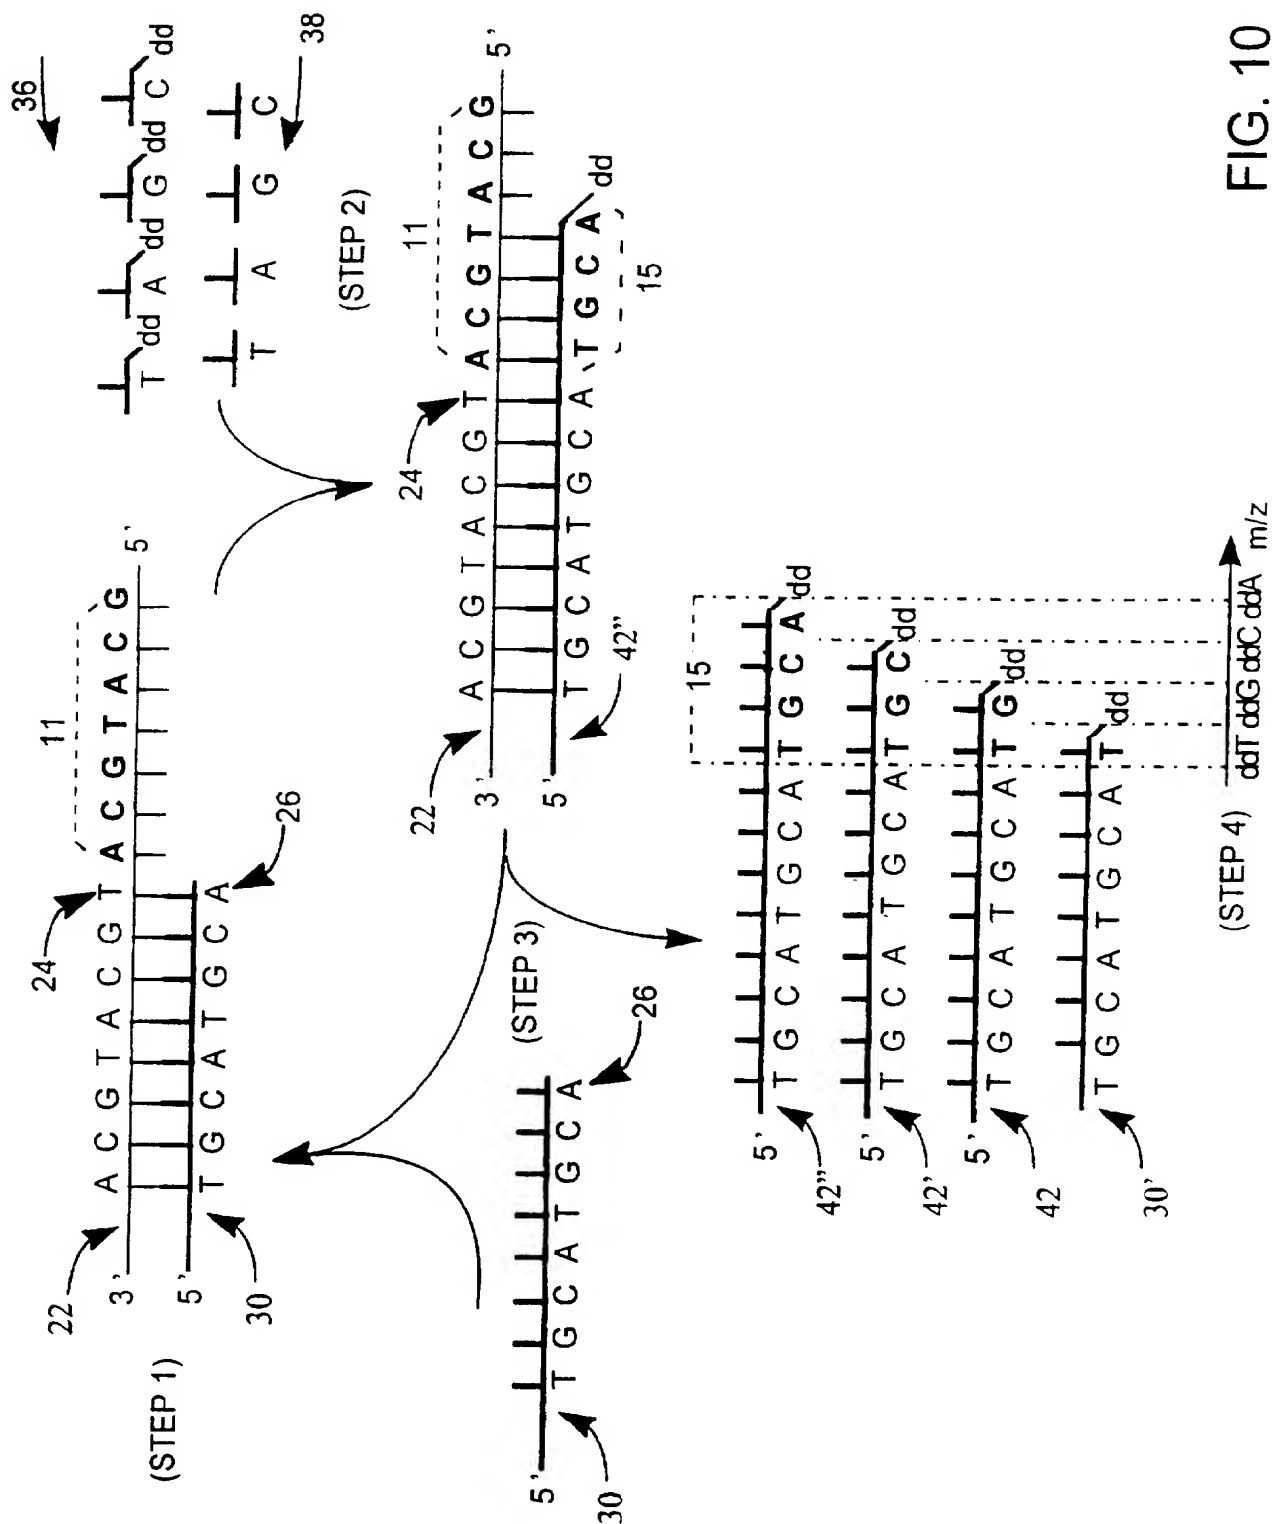 (STEP 1)
22
24
11
3' A C G T A C G T A C G T A C G 5'
5' T G C A T G C A
30
26
36
T dd A dd G dd C dd
T A G C
38
(STEP 2)
22
24
11
3' A C G T A C G T A C G T A C G 5'
5' T G C A T G C A T G C A dd
42"
15
(STEP 3)
5' T G C A T G C A
30
26
15
5' T G C A T G C A T G C A dd
42"
5' T G C A T G C A T G C dd
42'
5' T G C A T G C A T G dd
42
T G C A T G C A T dd
30'
(STEP 4)
ddT ddG ddC ddA
m/z
FIG. 10